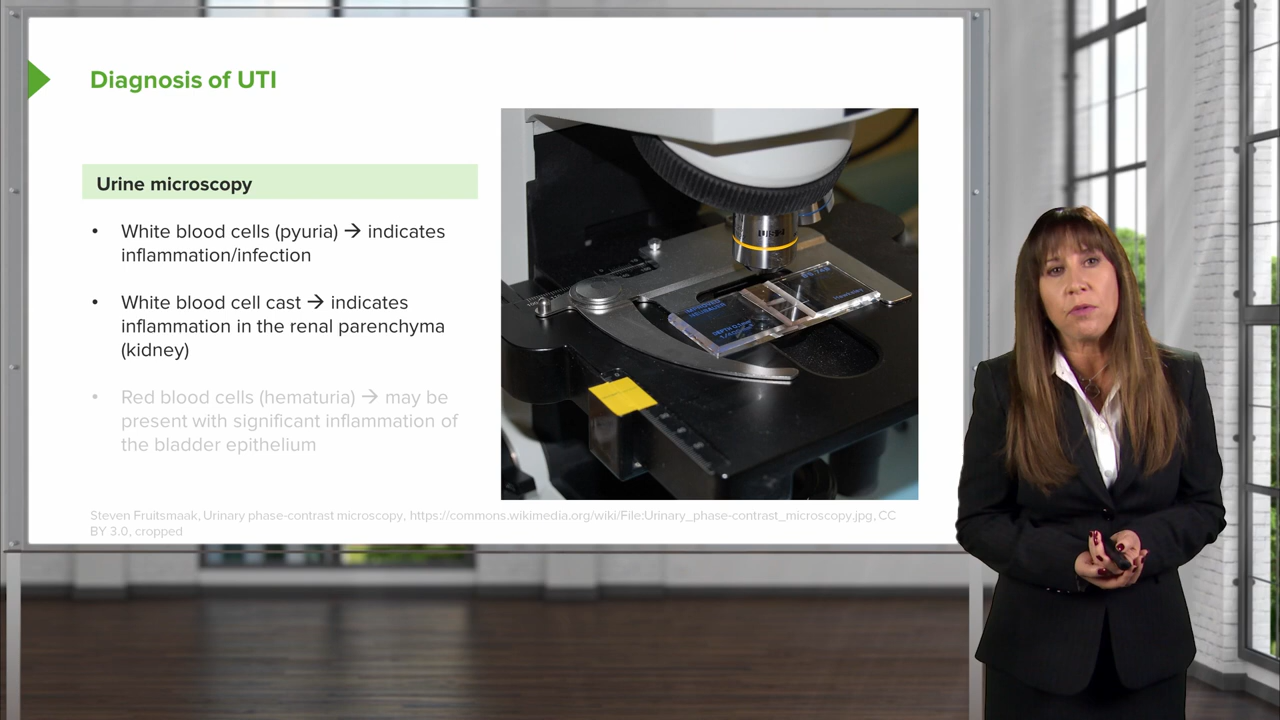 Diagnosis of UTI
Urine microscopy
• White blood cells (pyuria) → indicates
inflammation/infection
• White blood cell cast → indicates
inflammation in the renal parenchyma
(kidney)
• Red blood cells (hematuria) → may be
present with significant inflammation of
the bladder epithelium
Steven Fruitsmaak, Urinary phase-contrast microscopy, https://commons.wikimedia.org/wiki/File:Urinary_phase-contrast_microscopy.jpg, CC
BY 3.0, cropped